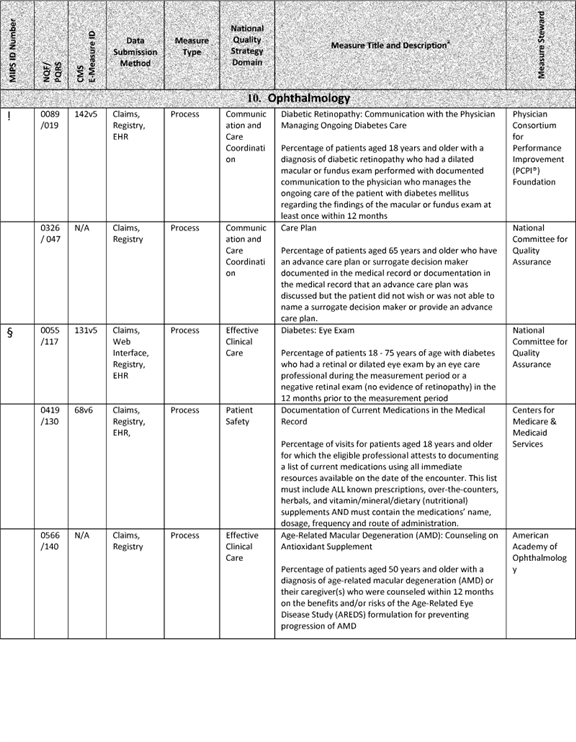 MIPS ID Number
NQF/
PQRS
CMS
E-Measure ID
Data
Submission
Method
Measure
Type
National
Quality
Strategy
Domain
Measure Title and Description
Measure Steward
10. Ophthalmology
!
0089
/019
142v5
Claims,
Registry,
EHR
Process
Communic
ation and
Care
Coordinati
on
Diabetic Retinopathy: Communication with the Physician
Managing Ongoing Diabetes Care
Percentage of patients aged 18 years and older with a
diagnosis of diabetic retinopathy who had a dilated
macular or fundus exam performed with documented
communication to the physician who manages the
ongoing care of the patient with diabetes mellitus
regarding the findings of the macular or fundus exam at
least once within 12 months
Physician
Consortium
for
Performance
Improvement
(PCPI®)
Foundation
0326
/ 047
N/A
Claims,
Registry
Process
Communic
ation and
Care
Coordinati
on
Care Plan
Percentage of patients aged 65 years and older who have
an advance care plan or surrogate decision maker
documented in the medical record or documentation in
the medical record that an advance care plan was
discussed but the patient did not wish or was not able to
name a surrogate decision maker or provide an advance
care plan.
National
Committee for
Quality
Assurance
§
0055
/117
131v5
Claims,
Web
Interface,
Registry,
EHR
Process
Effective
Clinical
Care
Diabetes: Eye Exam
Percentage of patients 18 - 75 years of age with diabetes
who had a retinal or dilated eye exam by an eye care
professional during the measurement period or a
negative retinal exam (no evidence of retinopathy) in the
12 months prior to the measurement period
National
Committee for
Quality
Assurance
0419
/130
68v6
Claims,
Registry,
EHR,
Process
Patient
Safety
Documentation of Current Medications in the Medical
Record
Percentage of visits for patients aged 18 years and older
for which the eligible professional attests to documenting
a list of current medications using all immediate
resources available on the date of the encounter. This list
must include ALL known prescriptions, over-the-counters,
herbals, and vitamin/mineral/dietary (nutritional)
supplements AND must contain the medications' name,
dosage, frequency and route of administration.
Centers for
Medicare &
Medicaid
Services
0566
/140
N/A
Claims,
Registry
Process
Effective
Clinical
Care
Age-Related Macular Degeneration (AMD): Counseling on
Antioxidant Supplement
Percentage of patients aged 50 years and older with a
diagnosis of age-related macular degeneration (AMD) or
their caregiver(s) who were counseled within 12 months
on the benefits and/or risks of the Age-Related Eye
Disease Study (AREDS) formulation for preventing
progression of AMD
American
Academy of
Ophthalmolog
y